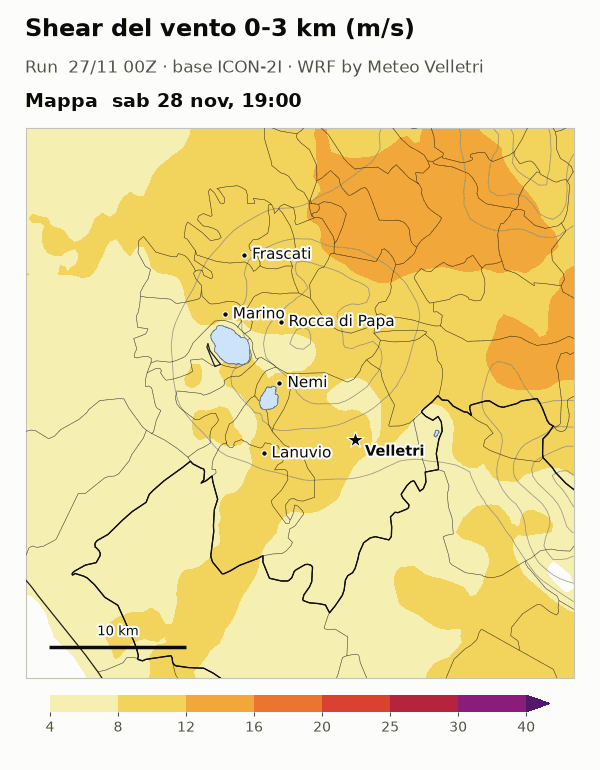 Shear del vento 0-3 km (m/s)
Run  27/11 00Z · base ICON-2I · WRF by Meteo Velletri
Mappa  sab 28 nov, 19:00
Frascati
Marino
Rocca di Papa
Nemi
Velletri
Lanuvio
10 km
4 8 12 16 20 25 30 40